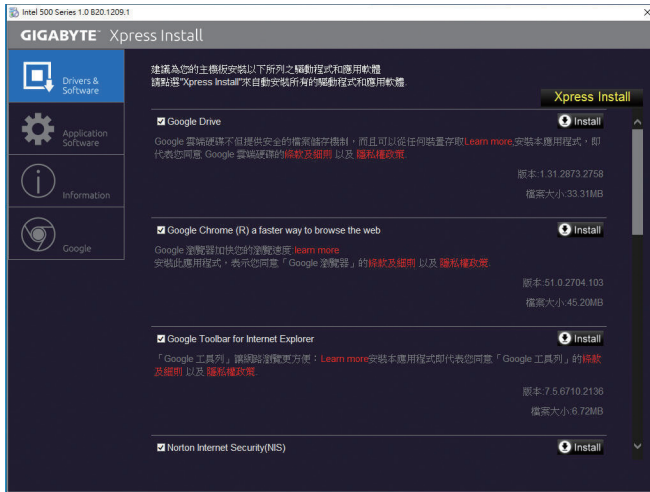 Intel 500 Series 1.0 B20.1209.1
GIGABYTE™ Xpress Install
Drivers &
Software
Application
Software
Information
Google
建議為您的主機板安裝以下所列之驅動程式和應用軟體
請點選"Xpress Install"來自動安裝所有的驅動程式和應用軟體.
Xpress Install
Google Drive
Install
Google 雲端硬碟不但提供安全的檔案儲存機制，而且可以從任何裝置存取Learn more.安裝本應用程式，即
代表您同意 Google 雲端硬碟的條款及細則 以及 隱私權政策.
版本:1.31.2873.2758
檔案大小:33.31MB
Google Chrome (R) a faster way to browse the web
Install
Google 瀏覽器加快您的瀏覽速度.learn more
安裝此應用程式，表示您同意「Google 瀏覽器」的條款及細則 以及 隱私權政策.
版本:51.0.2704.103
檔案大小:45.20MB
Google Toolbar for Internet Explorer
Install
「Google 工具列」讓網路瀏覽更方便：Learn more安裝本應用程式即代表您同意「Google 工具列」的條款
及細則 以及 隱私權政策.
版本:7.5.6710.2136
檔案大小:6.72MB
Norton Internet Security(NIS)
Install